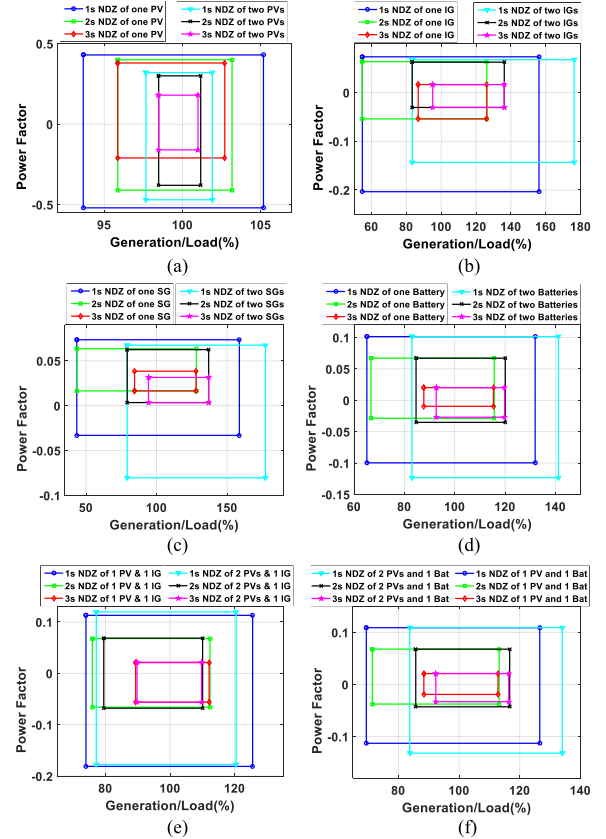 1s NDZ of one PV
2s NDZ of one PV
3s NDZ of one PV
1s NDZ of two PVs
2s NDZ of two PVs
3s NDZ of two PVs
0.5
0
-0.5
Power Factor
95
98
102
105
Generation/Load(%)
(a)
1s NDZ of one IG
2s NDZ of one IG
3s NDZ of one IG
1s NDZ of two IGs
2s NDZ of two IGs
3s NDZ of two IGs
0
-0.1
-0.2
Power Factor
60
80
100
120
140
160
180
Generation/Load(%)
(b)
1s NDZ of one SG
2s NDZ of one SG
3s NDZ of one SG
1s NDZ of two SGs
2s NDZ of two SGs
3s NDZ of two SGs
0.05
0
-0.05
-0.1
Power Factor
50
100
150
Generation/Load(%)
(c)
1s NDZ of one Battery
2s NDZ of one Battery
3s NDZ of one Battery
1s NDZ of two Batteries
2s NDZ of two Batteries
3s NDZ of two Batteries
0.1
0.05
0
-0.05
-0.1
-0.15
Power Factor
60
80
100
120
140
Generation/Load(%)
(d)
1s NDZ of 1 PV & 1 IG
2s NDZ of 1 PV & 1 IG
3s NDZ of 1 PV & 1 IG
1s NDZ of 2 PVs & 1 IG
2s NDZ of 2 PVs & 1 IG
3s NDZ of 2 PVs & 1 IG
0.1
0
-0.1
-0.2
Power Factor
80
100
120
Generation/Load(%)
(e)
1s NDZ of 2 PVs and 1 Bat
2s NDZ of 2 PVs and 1 Bat
3s NDZ of 2 PVs and 1 Bat
1s NDZ of 1 PV and 1 Bat
2s NDZ of 1 PV and 1 Bat
3s NDZ of 1 PV and 1 Bat
0.1
0
-0.1
Power Factor
80
100
120
140
Generation/Load(%)
(f)